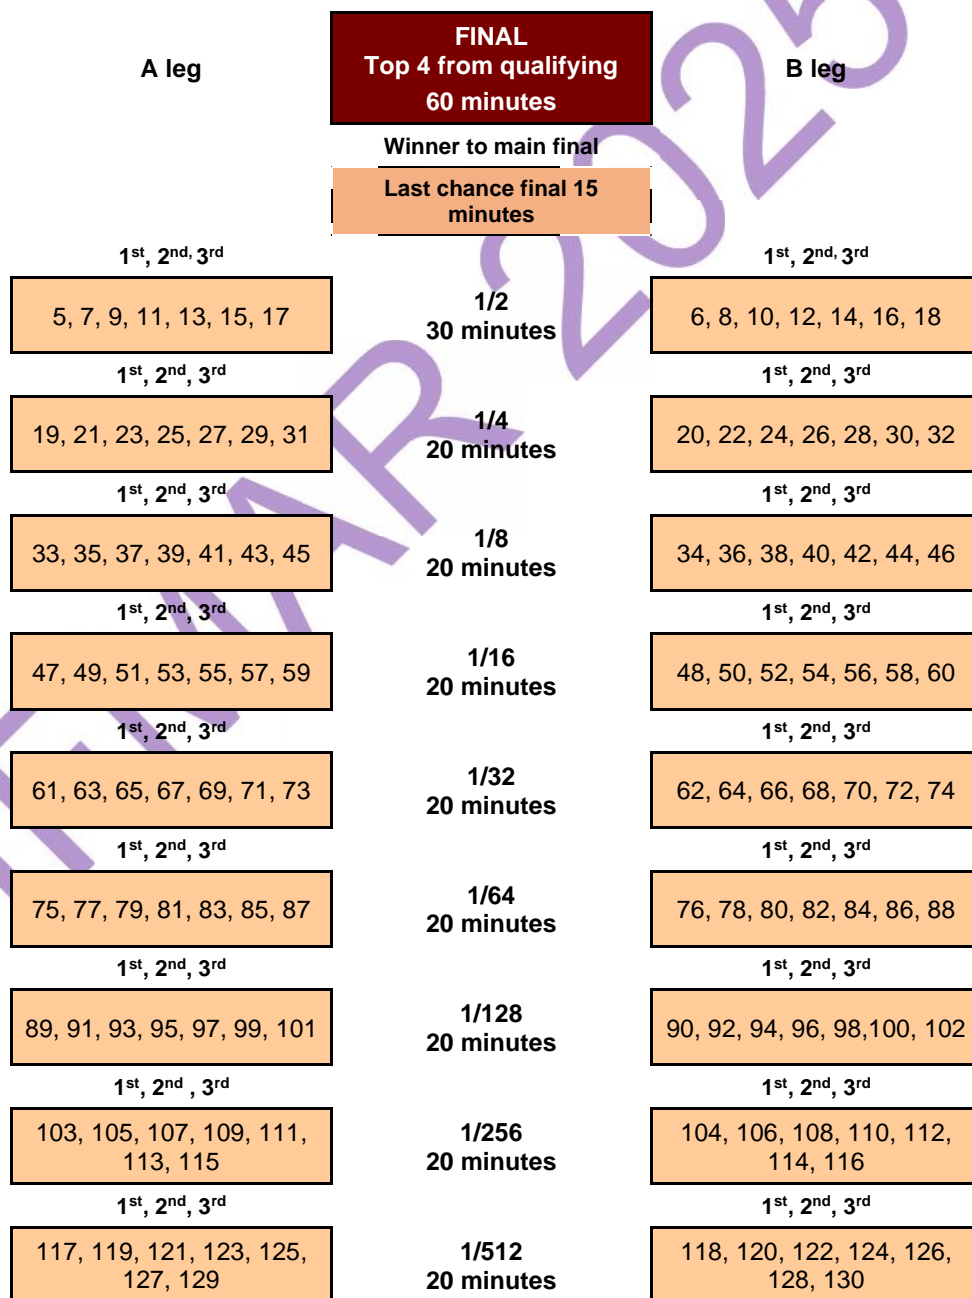 FINAL
A leg
Top 4 from qualifying
B leg
60 minutes
Winner to main final
Last chance final 15
minutes
1st, 2nd, 3rd
1st, 2nd, 3rd
5, 7, 9, 11, 13, 15, 17
1/2
30 minutes
6, 8, 10, 12, 14, 16, 18
1st, 2nd, 3rd
1st, 2nd, 3rd
19, 21, 23, 25, 27, 29, 31
1/4
20 minutes
20, 22, 24, 26, 28, 30, 32
1st, 2nd, 3rd
1st, 2nd, 3rd
33, 35, 37, 39, 41, 43, 45
1/8
20 minutes
34, 36, 38, 40, 42, 44, 46
1st, 2nd, 3rd
1st, 2nd, 3rd
47, 49, 51, 53, 55, 57, 59
1/16
20 minutes
48, 50, 52, 54, 56, 58, 60
1st, 2nd, 3rd
1st, 2nd, 3rd
61, 63, 65, 67, 69, 71, 73
1/32
20 minutes
62, 64, 66, 68, 70, 72, 74
1st, 2nd, 3rd
1st, 2nd, 3rd
75, 77, 79, 81, 83, 85, 87
1/64
20 minutes
76, 78, 80, 82, 84, 86, 88
1st, 2nd, 3rd
1st, 2nd, 3rd
89, 91, 93, 95, 97, 99, 101
1/128
20 minutes
90, 92, 94, 96, 98,100, 102
1st, 2nd , 3rd
1st, 2nd, 3rd
103, 105, 107, 109, 111,
113, 115
1/256
20 minutes
104, 106, 108, 110, 112,
114, 116
1st, 2nd, 3rd
1st, 2nd, 3rd
117, 119, 121, 123, 125,
127, 129
1/512
20 minutes
118, 120, 122, 124, 126,
128, 130
2025